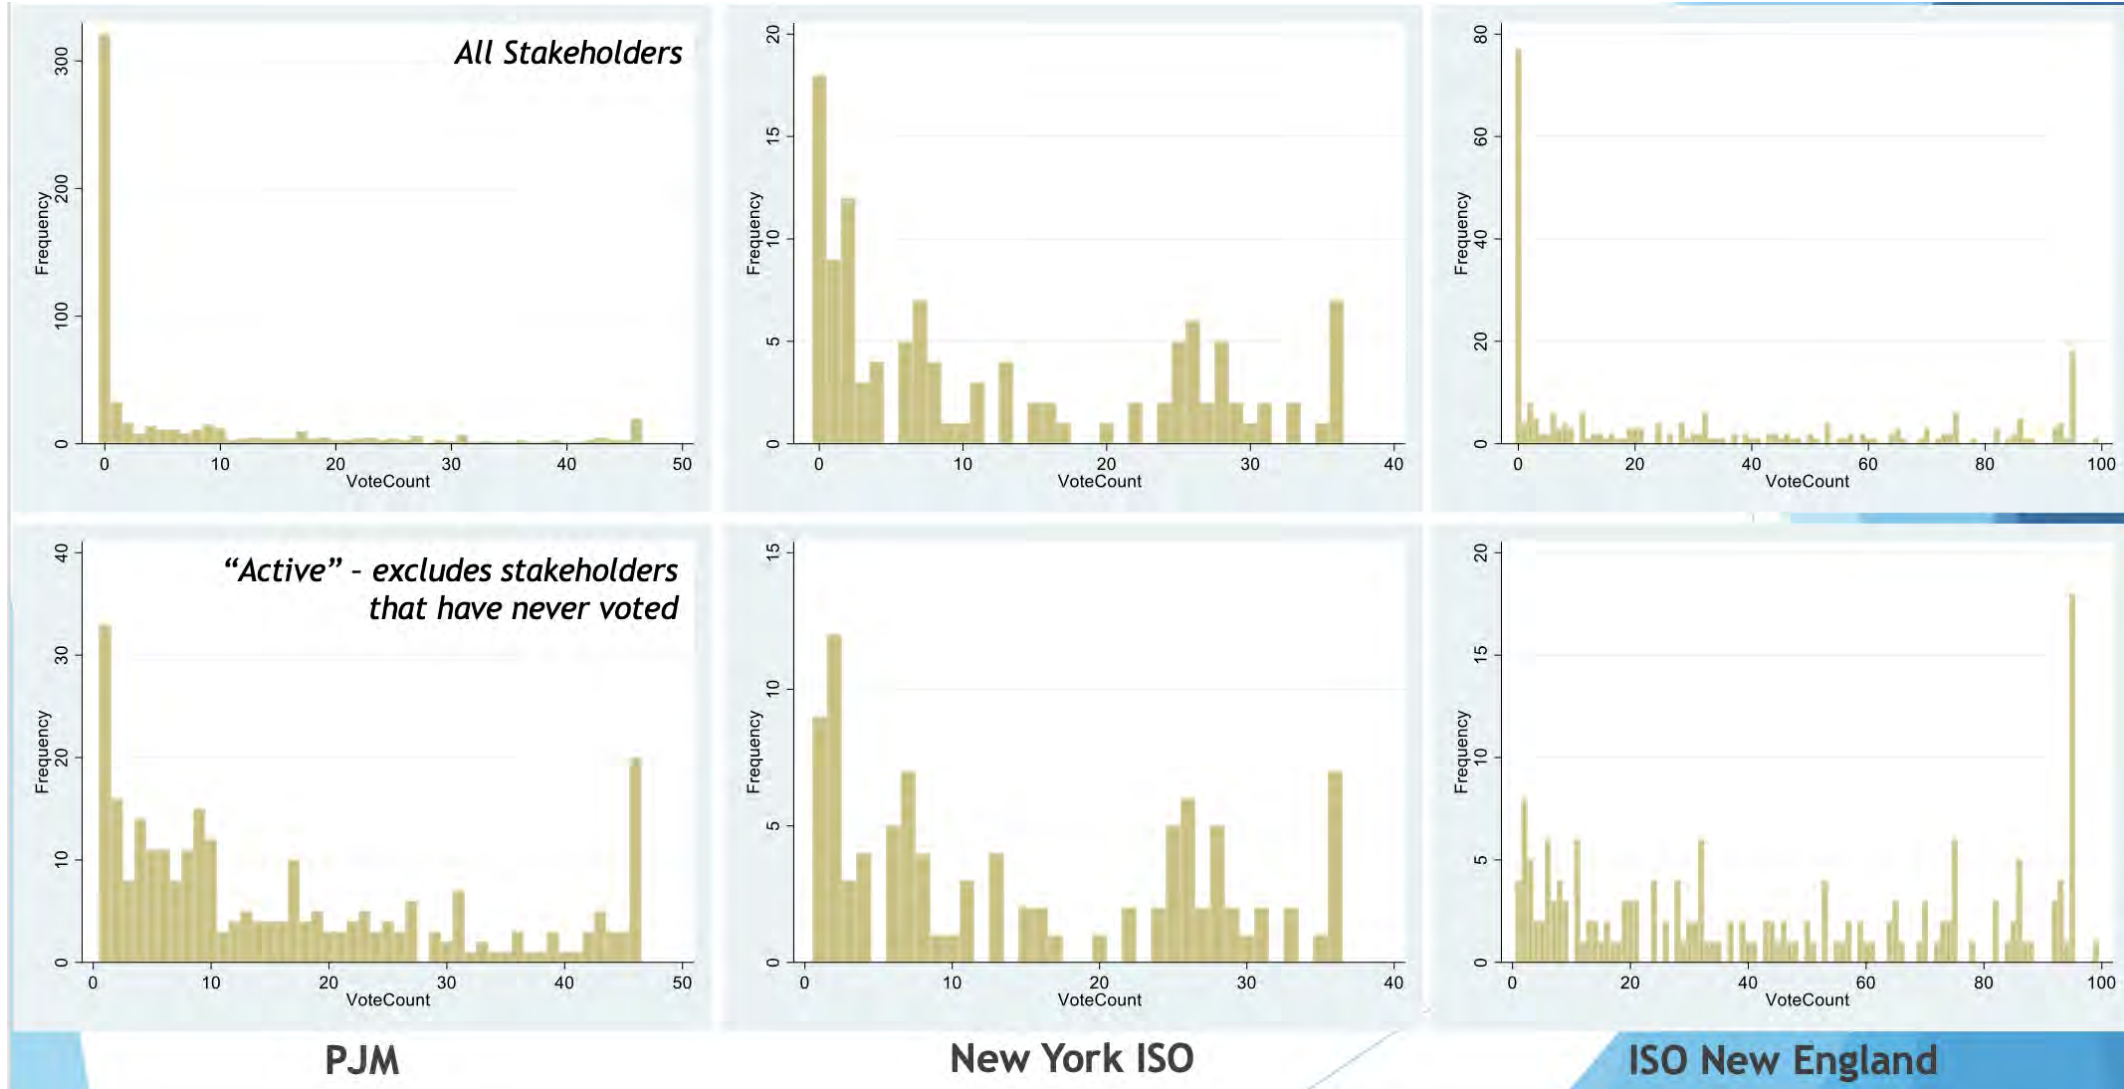 All Stakeholders
300
200
100
0
Frequency
0 10 20 30 40 50
VoteCount
20
15
10
5
0
Frequency
0 10 20 30 40
VoteCount
80
60
40
20
0
Frequency
0 20 40 60 80 100
VoteCount
“Active” – excludes stakeholders
that have never voted
40
30
20
10
0
Frequency
0 10 20 30 40 50
VoteCount
15
10
5
0
Frequency
0 10 20 30 40
VoteCount
20
15
10
5
0
Frequency
0 20 40 60 80 100
VoteCount
PJM
New York ISO
ISO New England